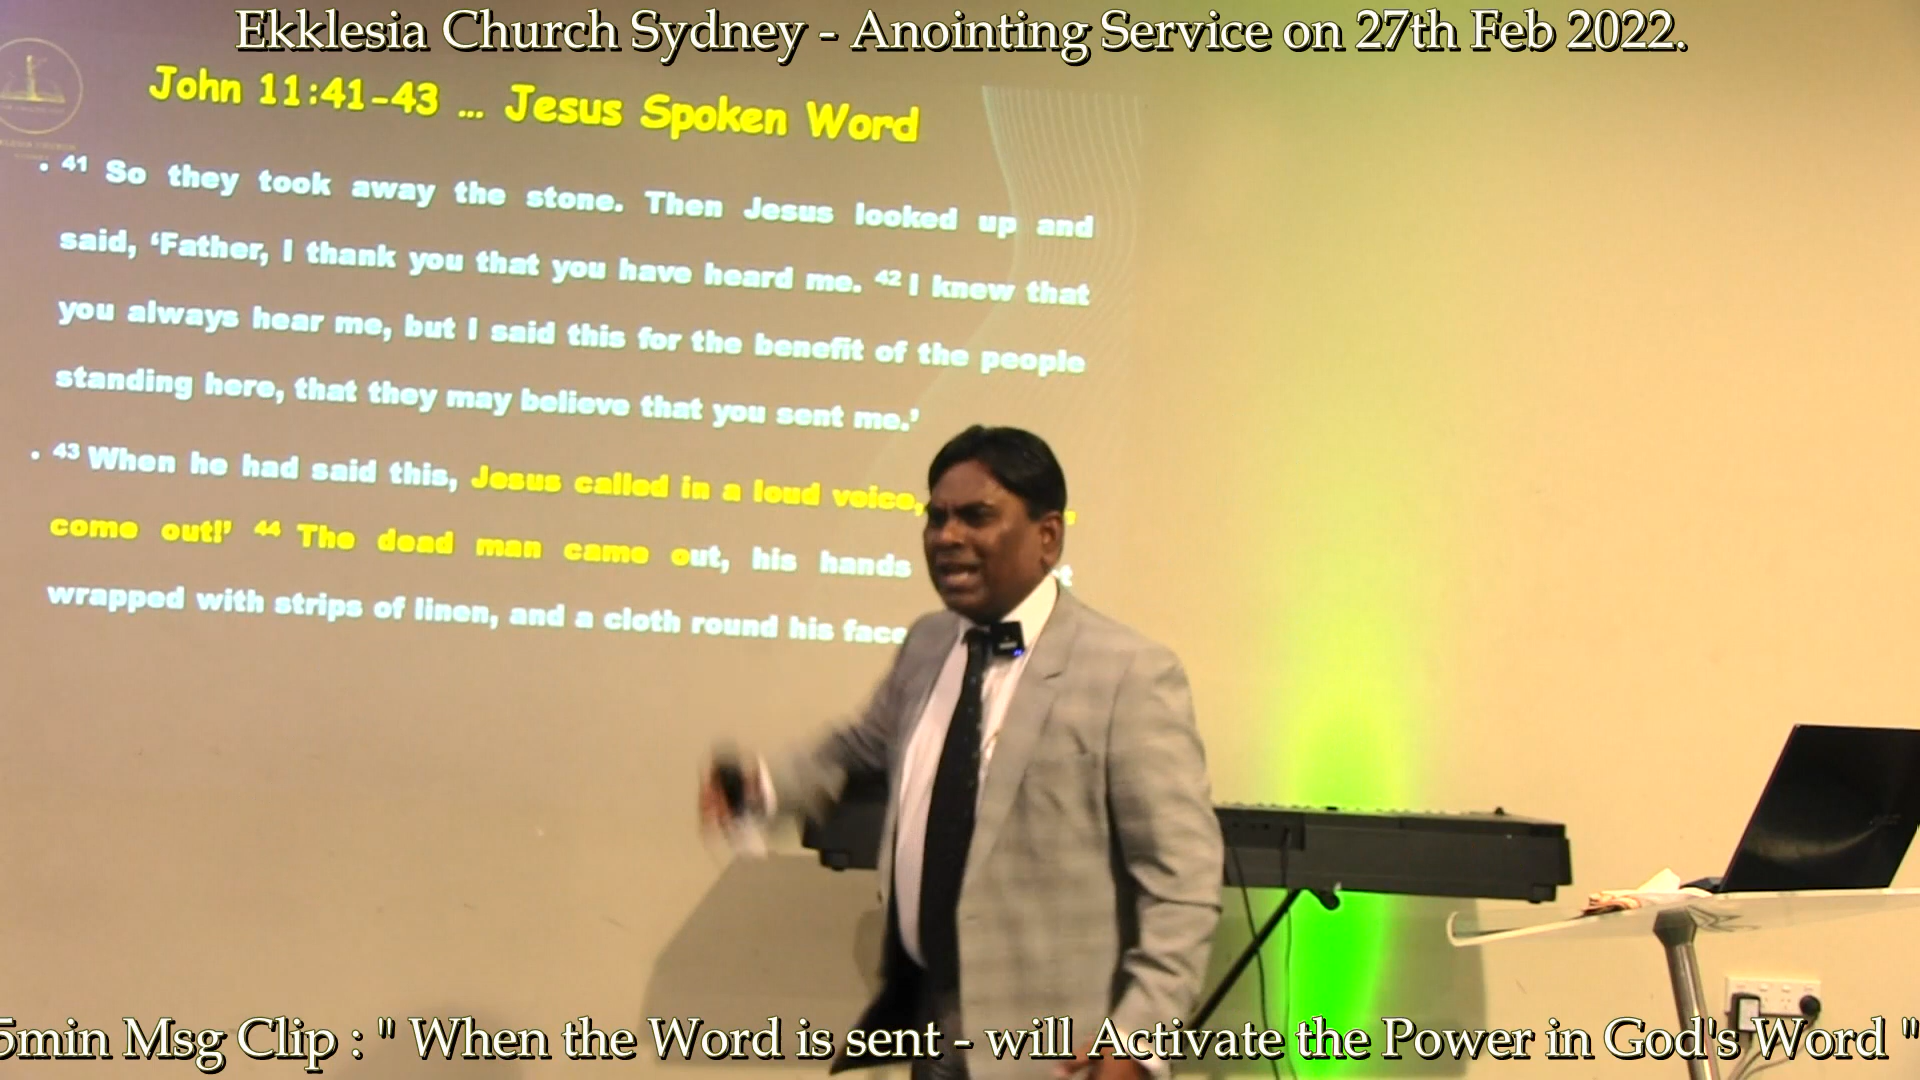 Ekklesia Church Sydney - Anointing Service on 27th Feb 2022.
John 11:41-43 ... Jesus Spoken Word
. 41 So they took away the stone. Then Jesus looked up and
said, ‘Father, I thank you that you have heard me. 42 I knew that
you always hear me, but I said this for the benefit of the people
standing here, that they may believe that you sent me.’
. 43 When he had said this, Jesus called in a loud voice,
come out!’ 44 The dead man came out, his hands
wrapped with strips of linen, and a cloth round his face
5min Msg Clip : " When the Word is sent - will Activate the Power in God's Word "